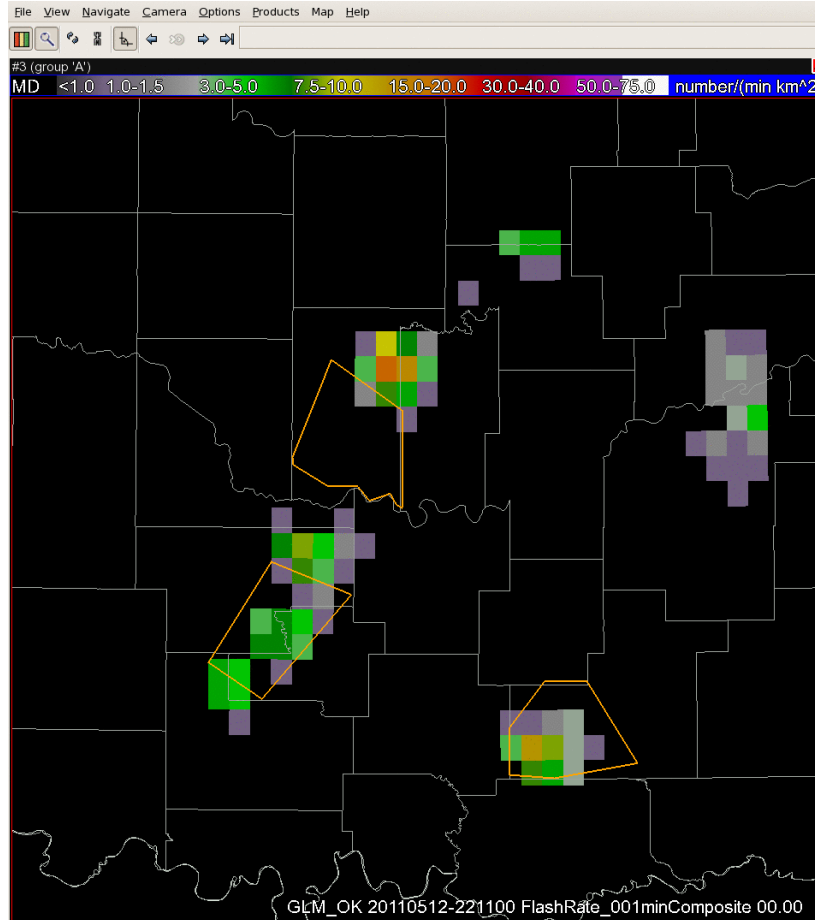 File View Navigate Camera Options Products Map Help
#3 (group 'A')
MD <1.0 1.0-1.5 3.0-5.0 7.5-10.0 15.0-20.0 30.0-40.0 50.0-75.0 number/(min km^2
GLM_OK 20110512-221100 FlashRate_001minComposite 00.00